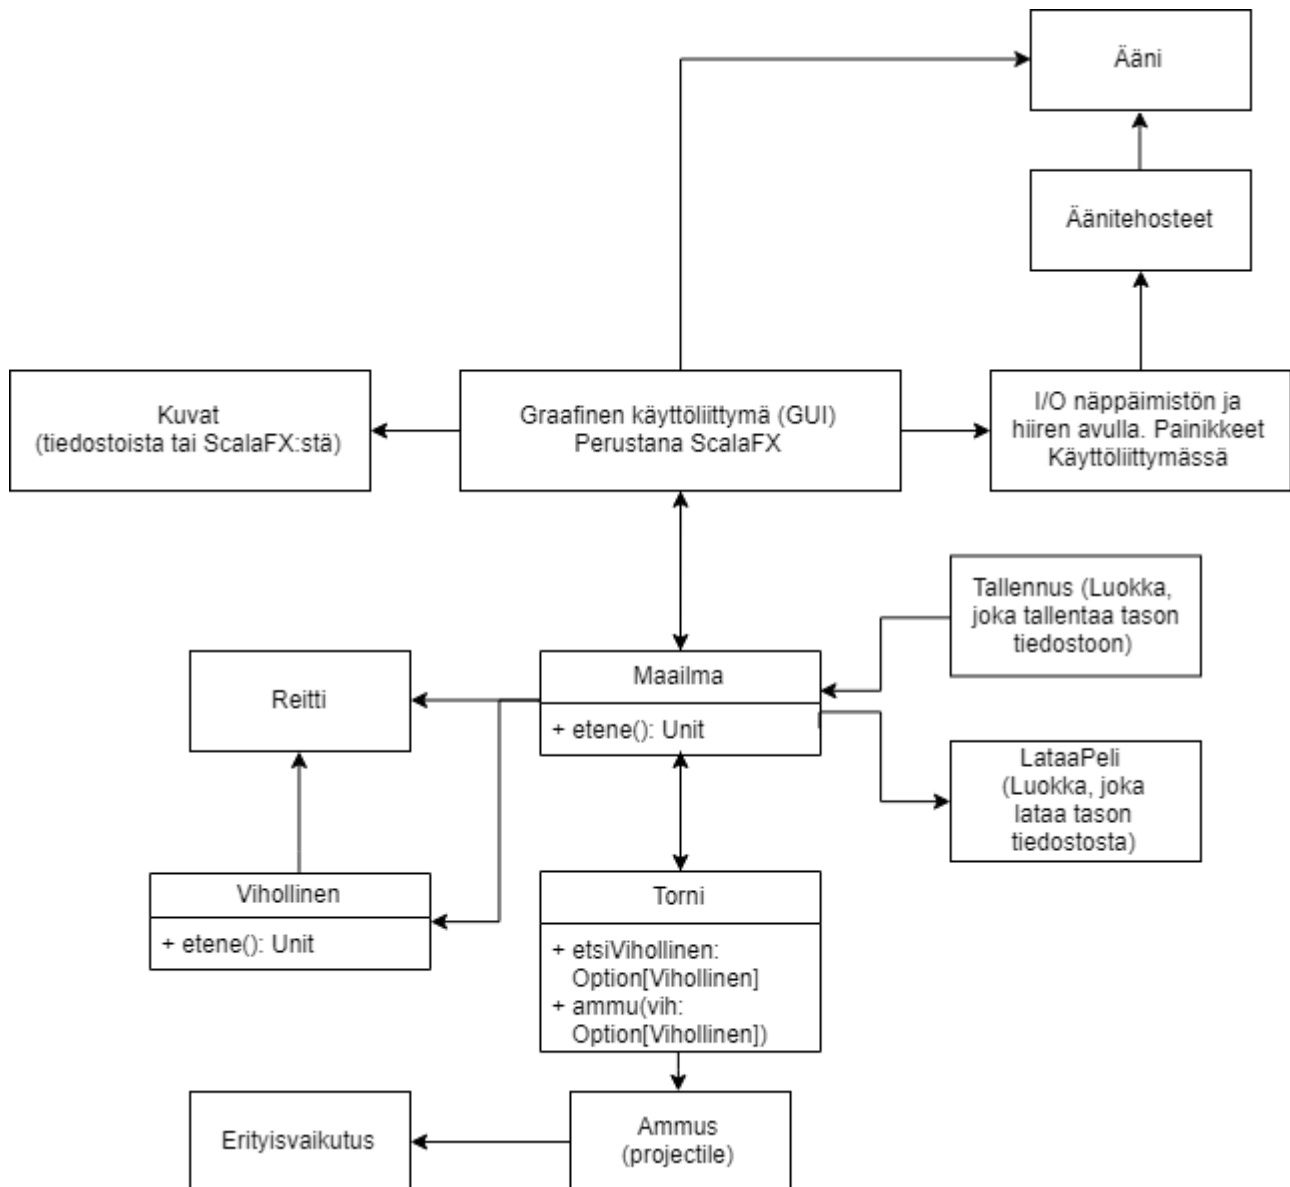 Ääni
Äänitehosteet
Kuvat
(tiedostoista tai ScalaFX:stä)
Graafinen käyttöliittymä (GUI)
Perustana ScalaFX
I/O näppäimistön ja
hiiren avulla. Painikkeet
Käyttöliittymässä
Tallennus (Luokka,
joka tallentaa tason
tiedostoon)
Reitti
Maailma
+ etene(): Unit
LataaPeli
(Luokka, joka
lataa tason
tiedostosta)
Vihollinen
+ etene(): Unit
Torni
+ etsiVihollinen:
Option[Vihollinen]
+ ammu(vih:
Option[Vihollinen])
Erityisvaikutus
Ammus
(projectile)